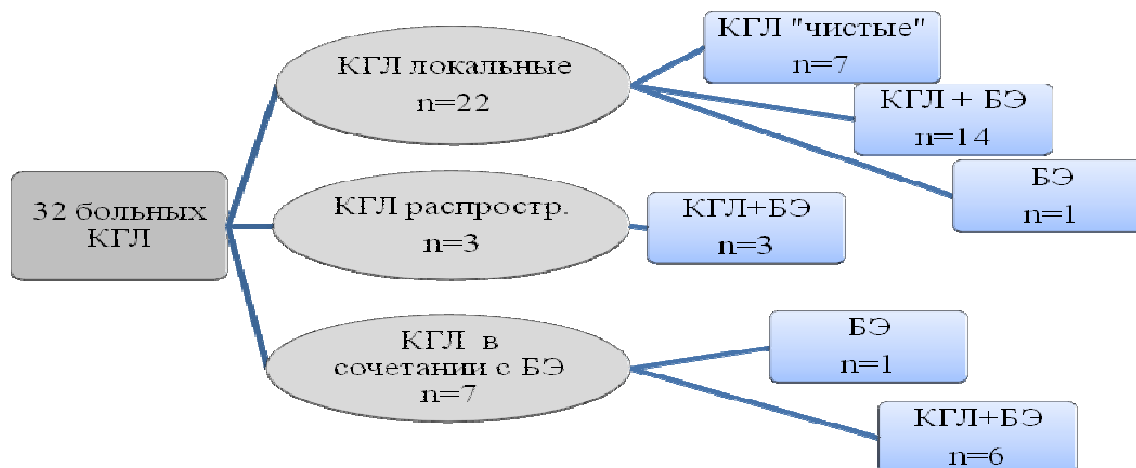 32 больных
КГЛ
КГЛ локальные
n=22
КГЛ "чистые"
n=7
КГЛ + БЭ
n=14
БЭ
n=1
КГЛ распростр.
n=3
КГЛ+БЭ
n=3
КГЛ в
сочетании с БЭ
n=7
БЭ
n=1
КГЛ+БЭ
n=6